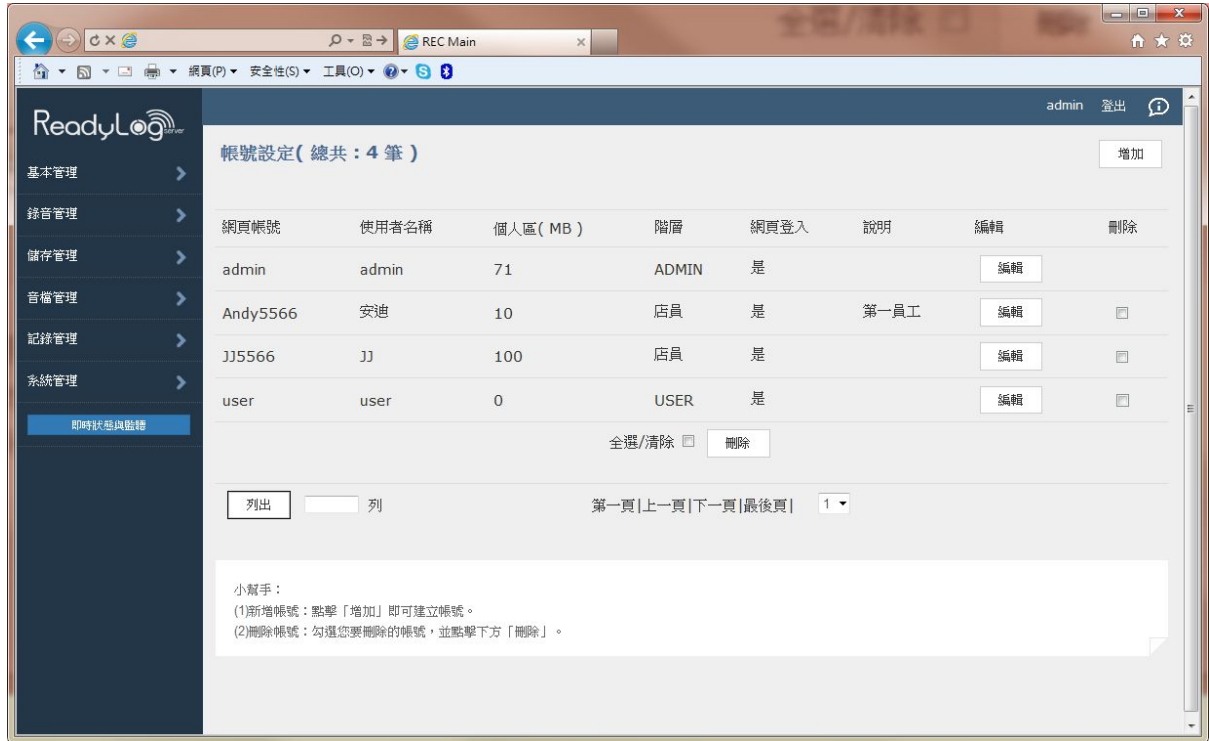 REC Main
網頁(P) 安全性(S) 工具(O)
ReadyLog server
admin 登出
基本管理
錄音管理
儲存管理
音檔管理
記錄管理
系統管理
即時狀態與監聽
帳號設定( 總共：4 筆 )
增加
網頁帳號 使用者名稱 個人區( MB ) 階層 網頁登入 說明 編輯 刪除
admin admin 71 ADMIN 是 編輯
Andy5566 安迪 10 店員 是 第一員工 編輯
JJ5566 JJ 100 店員 是 編輯
user user 0 USER 是 編輯
全選/清除 刪除
列出 列 第一頁|上一頁|下一頁|最後頁| 1
小幫手：
(1)新增帳號：點擊「增加」即可建立帳號。
(2)刪除帳號：勾選您要刪除的帳號，並點擊下方「刪除」。